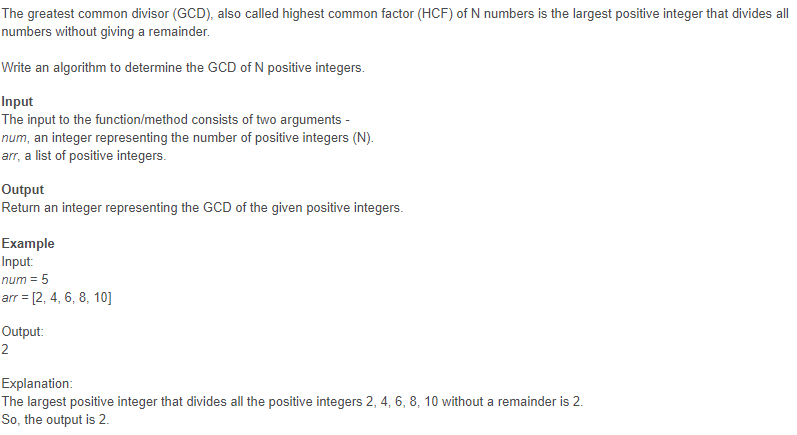 The greatest common divisor (GCD), also called highest common factor (HCF) of N numbers is the largest positive integer that divides all
numbers without giving a remainder.
Write an algorithm to determine the GCD of N positive integers.
Input
The input to the function/method consists of two arguments -
num, an integer representing the number of positive integers (N).
arr, a list of positive integers.
Output
Return an integer representing the GCD of the given positive integers.
Example
Input:
num = 5
arr = [2, 4, 6, 8, 10]
Output:
2
Explanation:
The largest positive integer that divides all the positive integers 2, 4, 6, 8, 10 without a remainder is 2.
So, the output is 2.